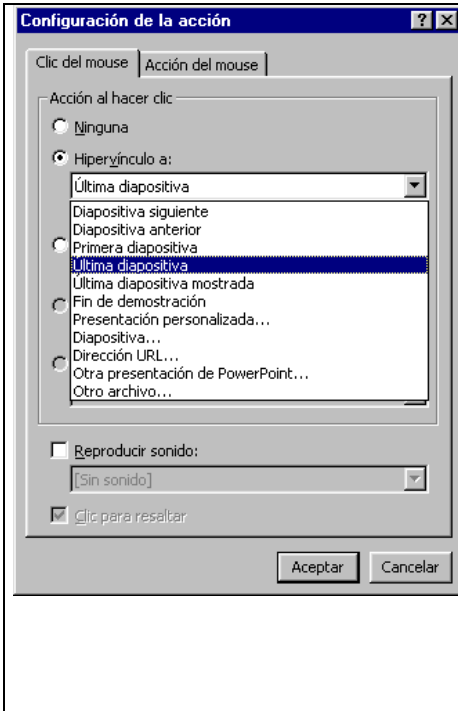 Configuración de la acción
Clic del mouse Acción del mouse
Acción al hacer clic
Ninguna
Hipervínculo a:
Última diapositiva
Diapositiva siguiente
Diapositiva anterior
Primera diapositiva
Última diapositiva
Última diapositiva mostrada
Fin de demostración
Presentación personalizada...
Diapositiva...
Dirección URL...
Otra presentación de PowerPoint...
Otro archivo...
Reproducir sonido:
[Sin sonido]
Clic para resaltar
Aceptar Cancelar